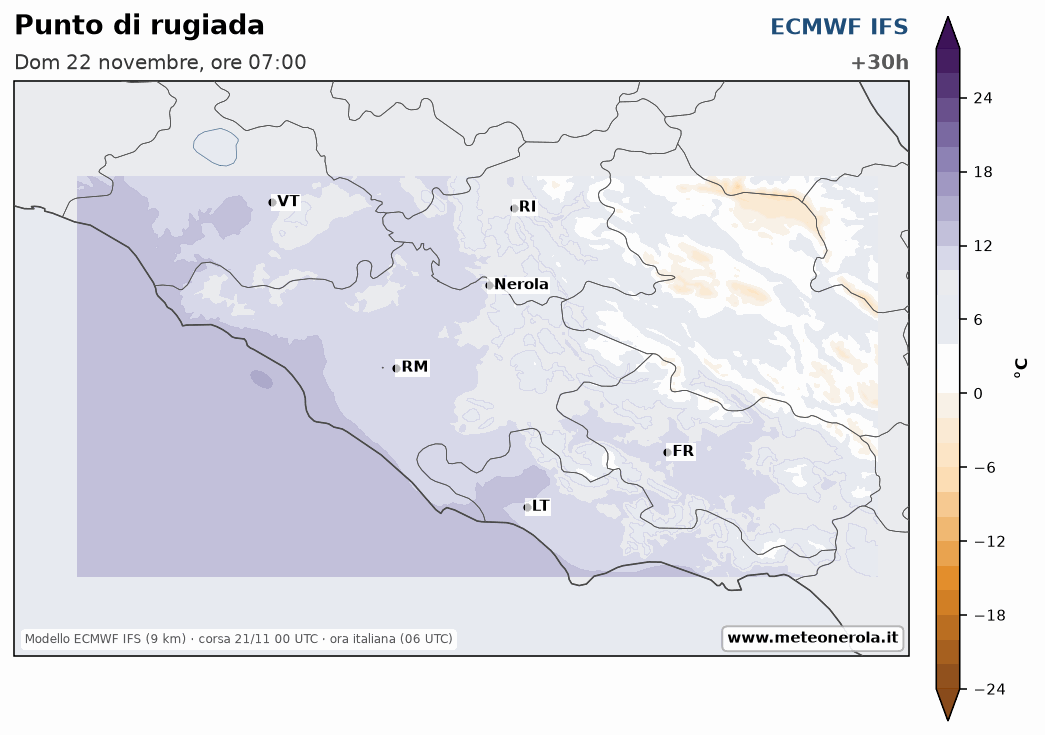 Punto di rugiada
ECMWF IFS
Dom 22 novembre, ore 07:00
+30h
24
18
12
6
0
−6
−12
−18
−24
°C
VT
RI
Nerola
RM
FR
LT
Modello ECMWF IFS (9 km) · corsa 21/11 00 UTC · ora italiana (06 UTC)
www.meteonerola.it